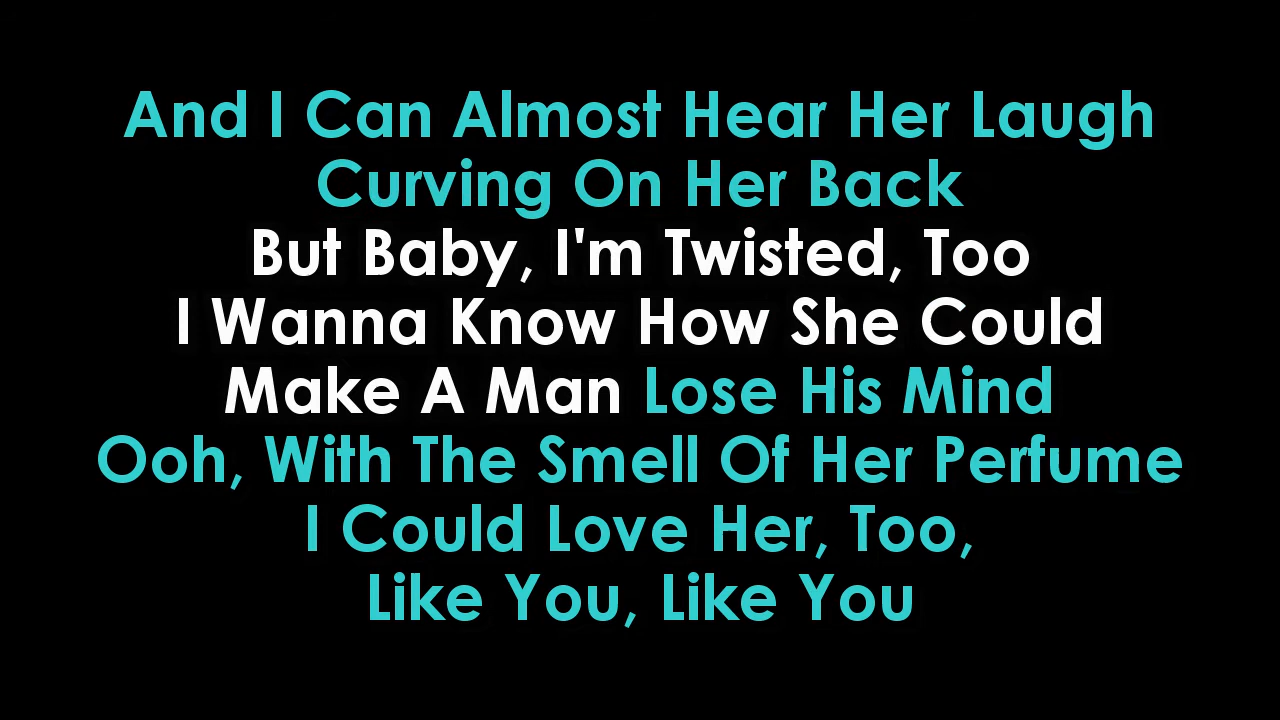 And I Can Almost Hear Her Laugh
Curving On Her Back
But Baby, I'm Twisted, Too
I Wanna Know How She Could
Make A Man Lose His Mind
Ooh, With The Smell Of Her Perfume
I Could Love Her, Too,
Like You, Like You